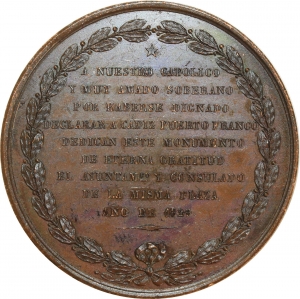 A NUESTRO CATOLICO
Y MUY AMADO SOBERANO
POR HABERSE DIGNADO
DECLARAR A CADIZ PUERTO FRANCO
DEDICAN ESTE MONUMENTO
DE ETERNA GRATITUD
EL AYUNTAMTO Y CONSULADO
DE LA MISMA PLAZA
AÑO DE